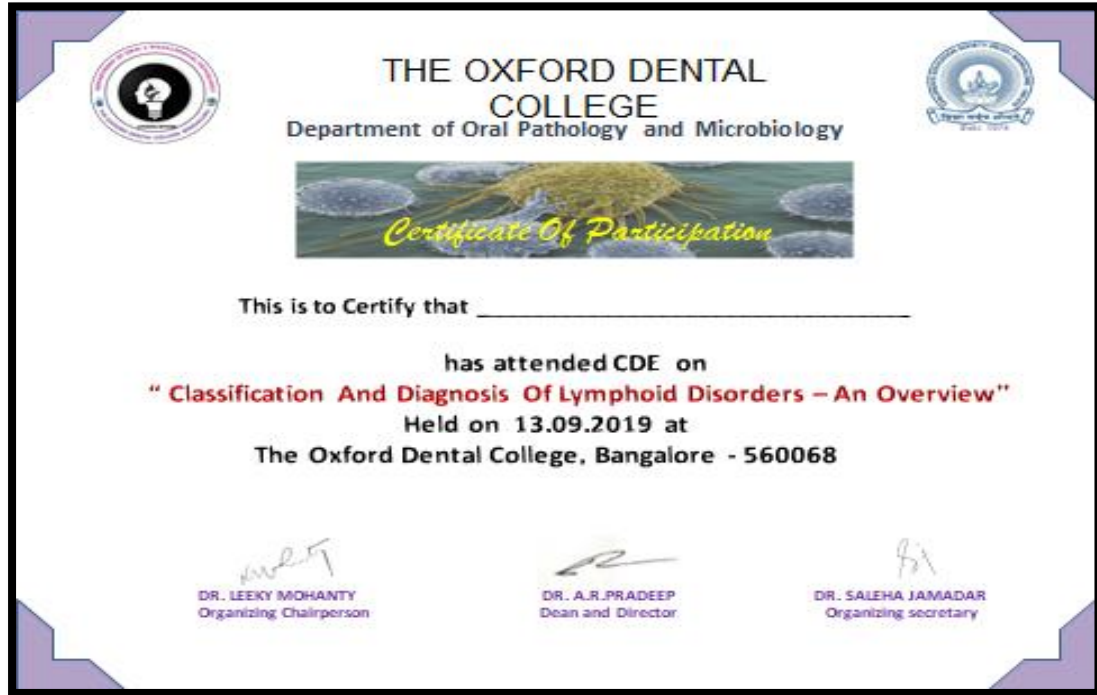 THE OXFORD DENTAL
COLLEGE
Department of Oral Pathology and Microbiology
Certificate Of Participation
This is to Certify that
has attended CDE on
“ Classification And Diagnosis Of Lymphoid Disorders – An Overview”
Held on 13.09.2019 at
The Oxford Dental College, Bangalore - 560068
DR. LEEKY MOHANTY
Organizing Chairperson
DR. A.R.PRADEEP
Dean and Director
DR. SALEHA JAMADAR
Organizing secretary